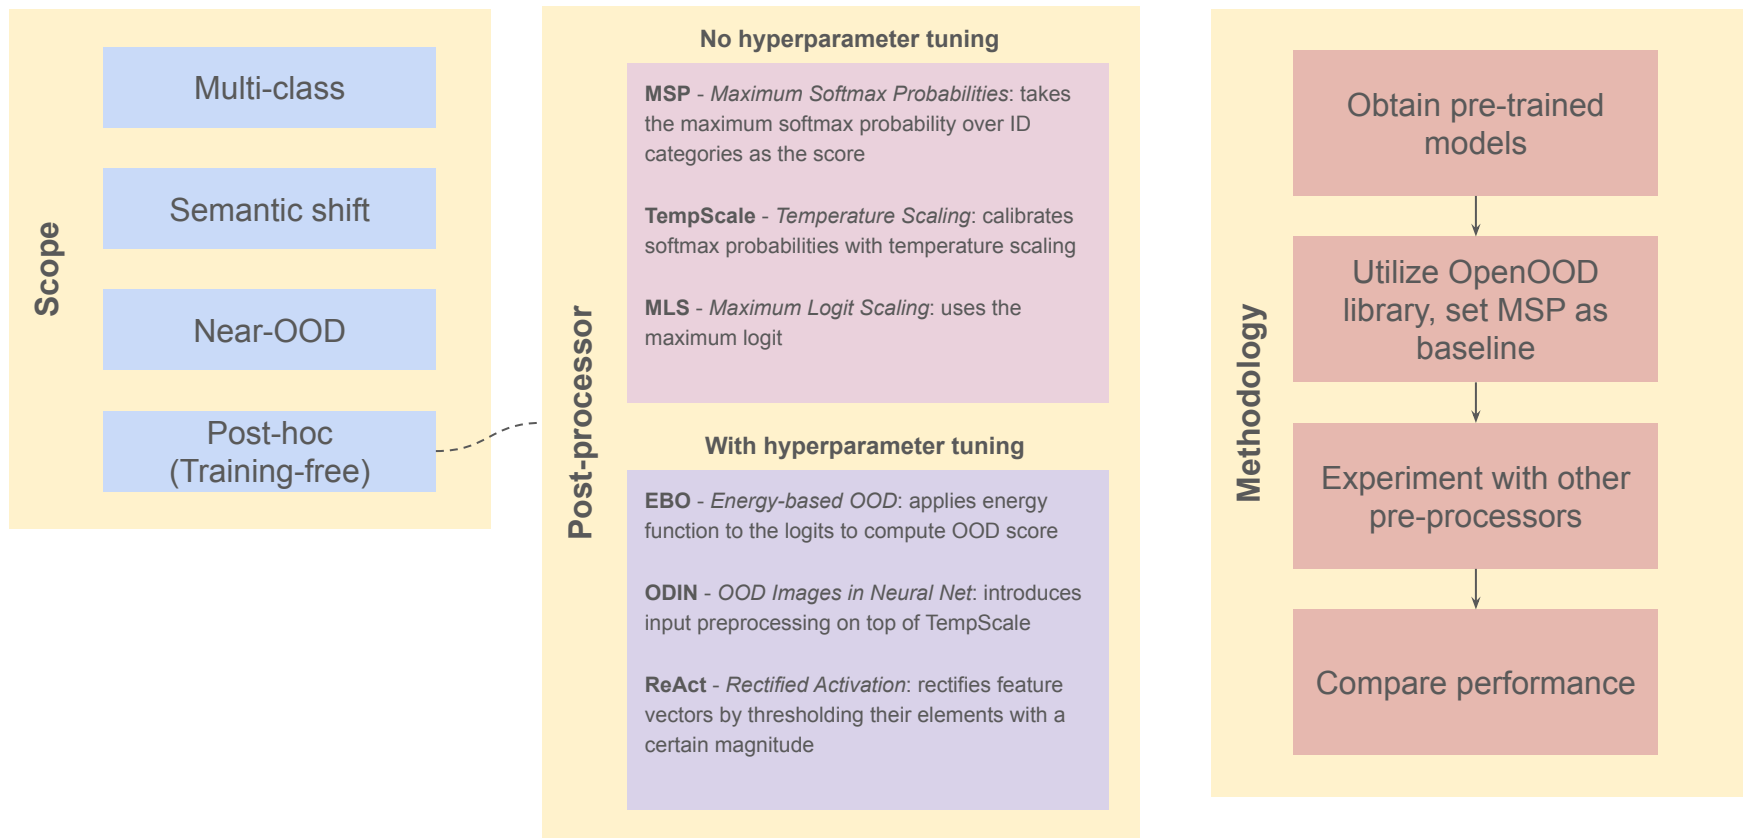 Scope
Multi-class
Semantic shift
Near-OOD
Post-hoc
(Training-free)
Post-processor
No hyperparameter tuning
MSP - Maximum Softmax Probabilities: takes
the maximum softmax probability over ID
categories as the score
TempScale - Temperature Scaling: calibrates
softmax probabilities with temperature scaling
MLS - Maximum Logit Scaling: uses the
maximum logit
With hyperparameter tuning
EBO - Energy-based OOD: applies energy
function to the logits to compute OOD score
ODIN - OOD Images in Neural Net: introduces
input preprocessing on top of TempScale
ReAct - Rectified Activation: rectifies feature
vectors by thresholding their elements with a
certain magnitude
Methodology
Obtain pre-trained
models
Utilize OpenOOD
library, set MSP as
baseline
Experiment with other
pre-processors
Compare performance